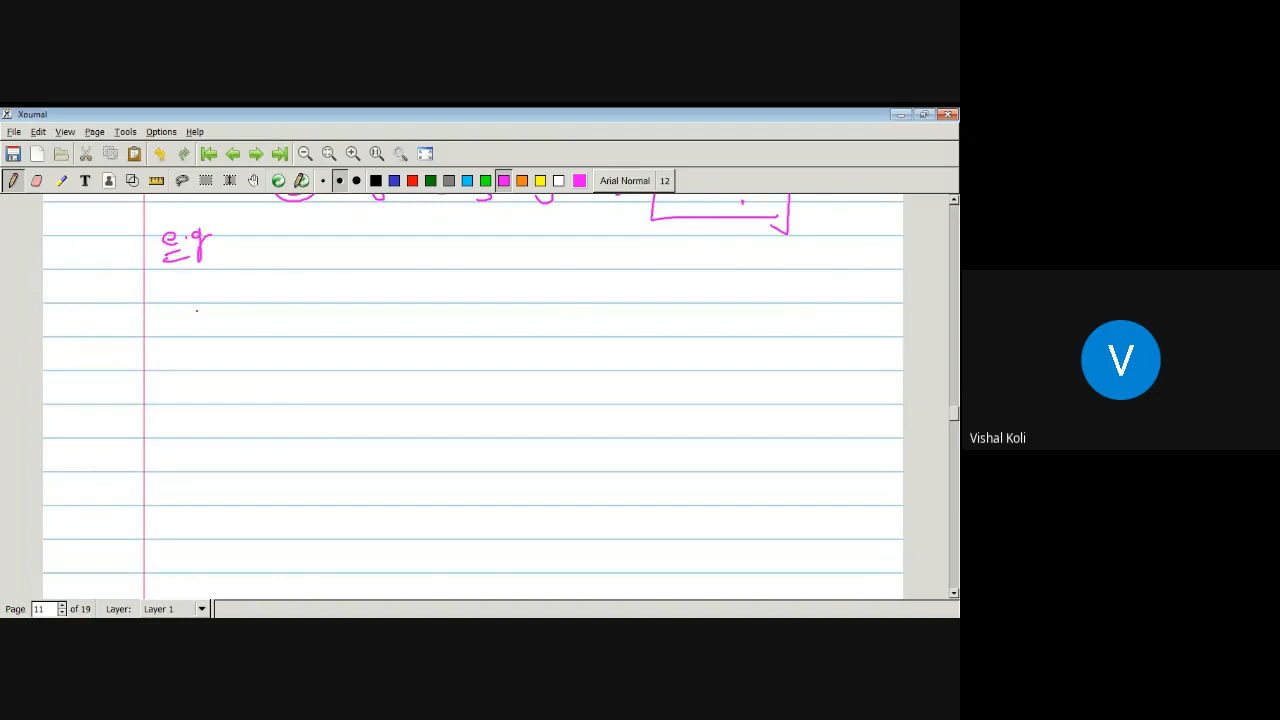 Xournal
File Edit View Page Tools Options Help
T Arial Normal 12
e.g
V
Vishal Koli
Page 11 of 19 Layer: Layer 1